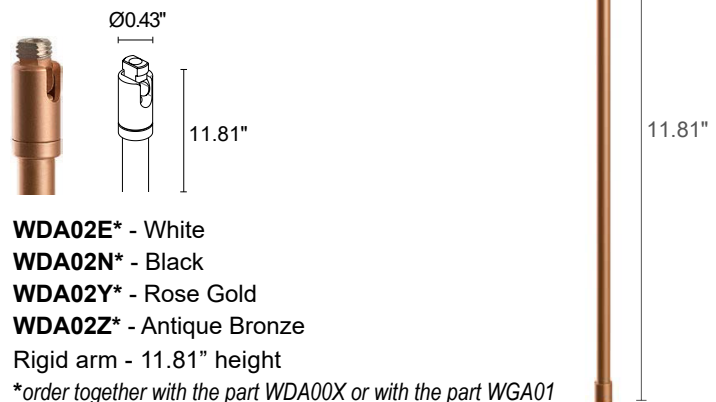 Ø0.43"
11.81"
11.81"
WDA02E* - White
WDA02N* - Black
WDA02Y* - Rose Gold
WDA02Z* - Antique Bronze
Rigid arm - 11.81” height
*order together with the part WDA00X or with the part WGA01